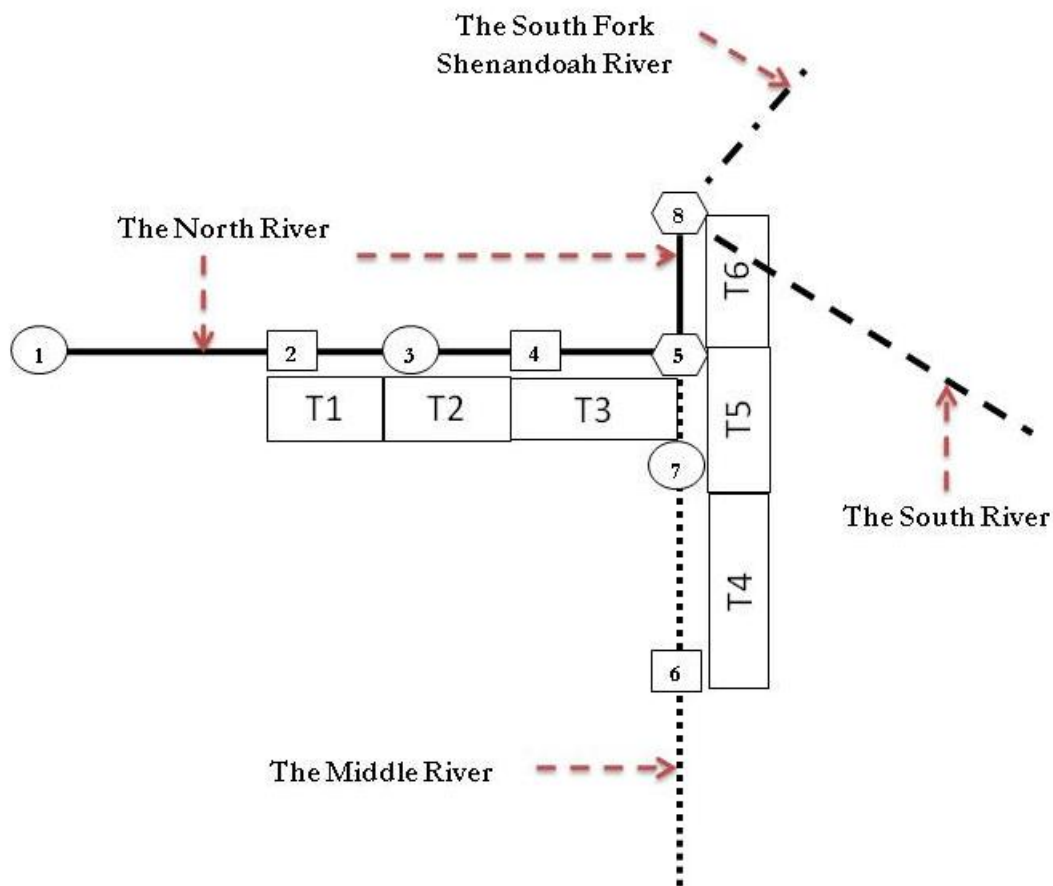 The South Fork
Shenandoah River
The North River
8
T6
1
2
3
4
5
T1
T2
T3
T5
7
The South River
T4
6
The Middle River